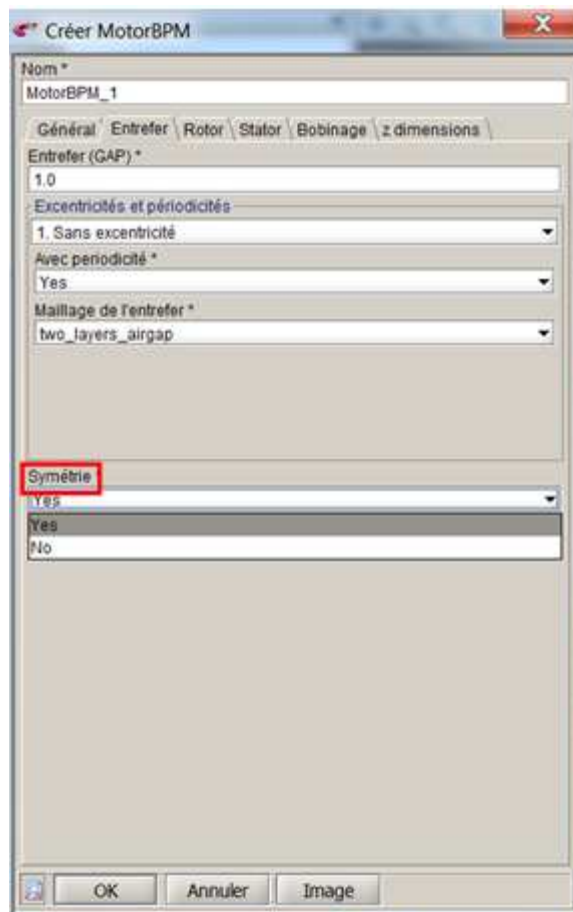 Créer MotorBPM
Nom *
MotorBPM_1
Général Entrefer Rotor Stator Bobinage z dimensions
Entrefer (GAP) *
1.0
Excentricités et périodicités
1. Sans excentricité
Avec periodicité *
Yes
Maillage de l'entrefer *
two_layers_airgap
Symétrie
Yes
Yes
No
OK Annuler Image